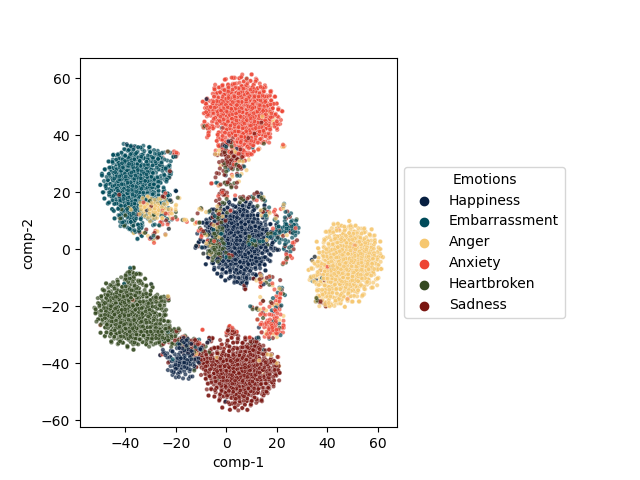 60
40
20
0
−20
−40
−60
comp-2
−40
−20
0
20
40
60
comp-1
Emotions
Happiness
Embarrassment
Anger
Anxiety
Heartbroken
Sadness